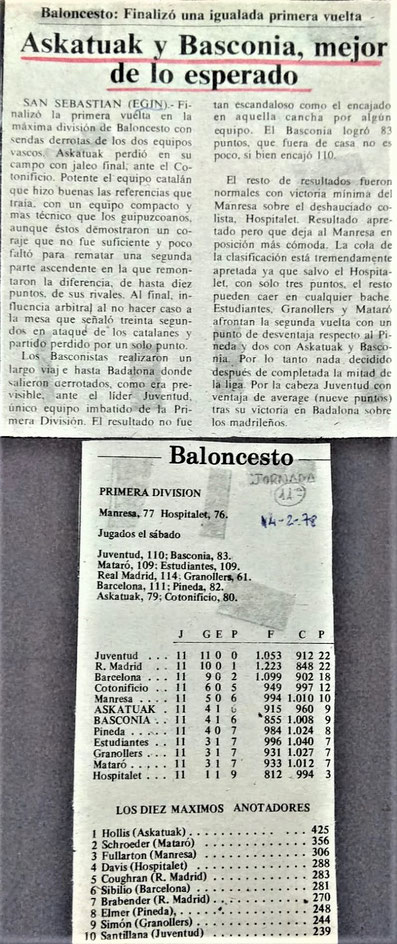 Baloncesto: Finalizó una igualada primera vuelta
Askatuak y Basconia, mejor
de lo esperado
SAN SEBASTIAN (EGIN).- Fi-
nalizó la primera vuelta en la
máxima división de Baloncesto con
sendas derrotas de los dos equipos
vascos. Askatuak perdió en su
campo con jaleo final, ante el Co-
tonificio. Potente el equipo catalán
que hizo buenas las referencias que
traía, con un equipo compacto y
mas técnico que los guipuzcoanos,
aunque éstos demostraron un co-
raje que no fue suficiente y poco
faltó para rematar una segunda
parte ascendente en la que remon-
taron la diferencia, de hasta diez
puntos, de sus rivales. Al final, in-
fluencia arbitral al no hacer caso a
la mesa que señaló treinta segun-
dos en ataque de los catalanes y
partido perdido por un solo punto.
Los Basconistas realizaron un
largo viaje hasta Badalona donde
salieron derrotados, como era pre-
visible, ante el líder Juventud,
único equipo imbatido de la Pri-
mera División. El resultado no fue
tan escandaloso como el encajado
en aquella cancha por algún
equipo. El Basconia logró 83
puntos, que fuera de casa no es
poco, si bien encajó 110.
El resto de resultados fueron
normales con victoria mínima del
Manresa sobre el deshauciado co-
lista, Hospitalet. Resultado apre-
tado pero que deja al Manresa en
posición más cómoda. La cola de
la clasificación está tremendamente
apretada ya que salvo el Hospita-
let, con solo tres puntos, el resto
pueden caer en cualquier bache.
Estudiantes, Granollers y Mataró
afrontan la segunda vuelta con un
punto de desventaja respecto al Pi-
neda y dos con Askatuak y Basco-
nia. Por lo tanto nada decidido
después de completada la mitad de
la liga. Por la cabeza Juventud con
ventaja de average (nueve puntos)
tras su victoria en Badalona sobre
los madrileños.
Baloncesto
JORNADA
11ª
14-2-78
PRIMERA DIVISION
Manresa, 77 Hospitalet, 76.
Jugados el sábado
Juventud, 110; Basconia, 83.
Mataró, 109; Estudiantes, 109.
Real Madrid, 114; Granollers, 61.
Barcelona, 111; Pineda, 82.
Askatuak, 79; Cotonificio, 80.
J G E P F C P
Juventud . . . 11 11 0 0 1.053 912 22
R. Madrid . . . 11 10 0 1 1.223 848 22
Barcelona . . . 11 9 0 2 1.099 902 18
Cotonificio . . 11 6 0 5 949 997 12
Manresa . . . . 11 5 0 6 994 1.010 10
ASKATUAK . 11 4 1 6 915 960 9
BASCONIA . . 11 4 1 6 855 1.008 9
Pineda . . . . . 11 4 0 7 984 1.024 8
Estudiantes . . 11 3 1 7 996 1.040 7
Granollers . . . 11 3 1 7 931 1.027 7
Mataró . . . . . 11 3 1 7 933 1.012 7
Hospitalet . . . 11 1 1 9 812 994 3
LOS DIEZ MAXIMOS ANOTADORES
1 Hollis (Askatuak) . . . . . . . . . . . . . 425
2 Schroeder (Mataró) . . . . . . . . . . . . 356
3 Fullarton (Manresa) . . . . . . . . . . . . 306
4 Davis (Hospitalet) . . . . . . . . . . . . . 288
5 Coughran (R. Madrid) . . . . . . . . . . 283
6 Sibilio (Barcelona) . . . . . . . . . . . . . 281
7 Brabender (R. Madrid) . . . . . . . . . . 270
8 Elmer (Pineda), . . . . . . . . . . . . . . . 248
9 Simón (Granollers) . . . . . . . . . . . . 244
10 Santillana (Juventud) . . . . . . . . . . 239